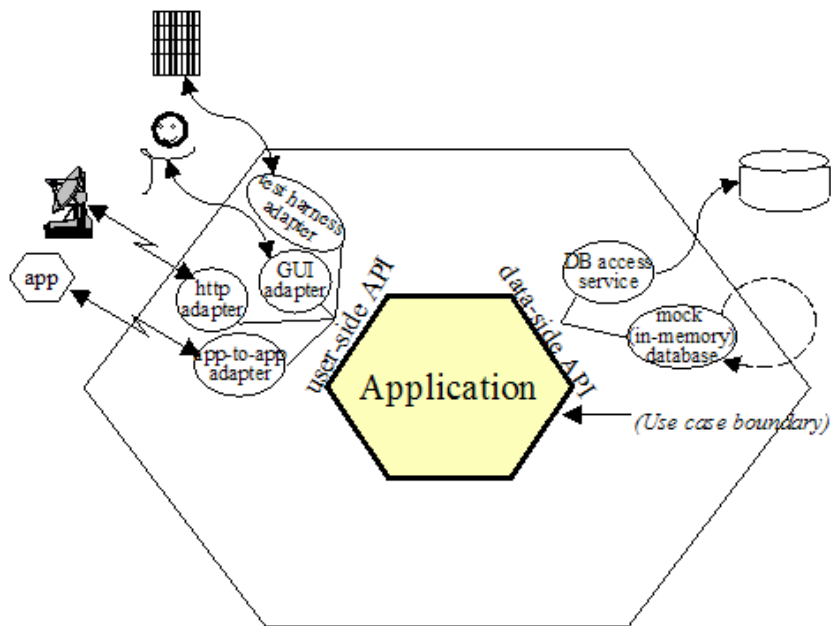 test harness
adapter
GUI
adapter
http
adapter
app
app-to-app
adapter
user-side API
Application
data-side API
DB access
service
mock
(in-memory)
database
(Use case boundary)